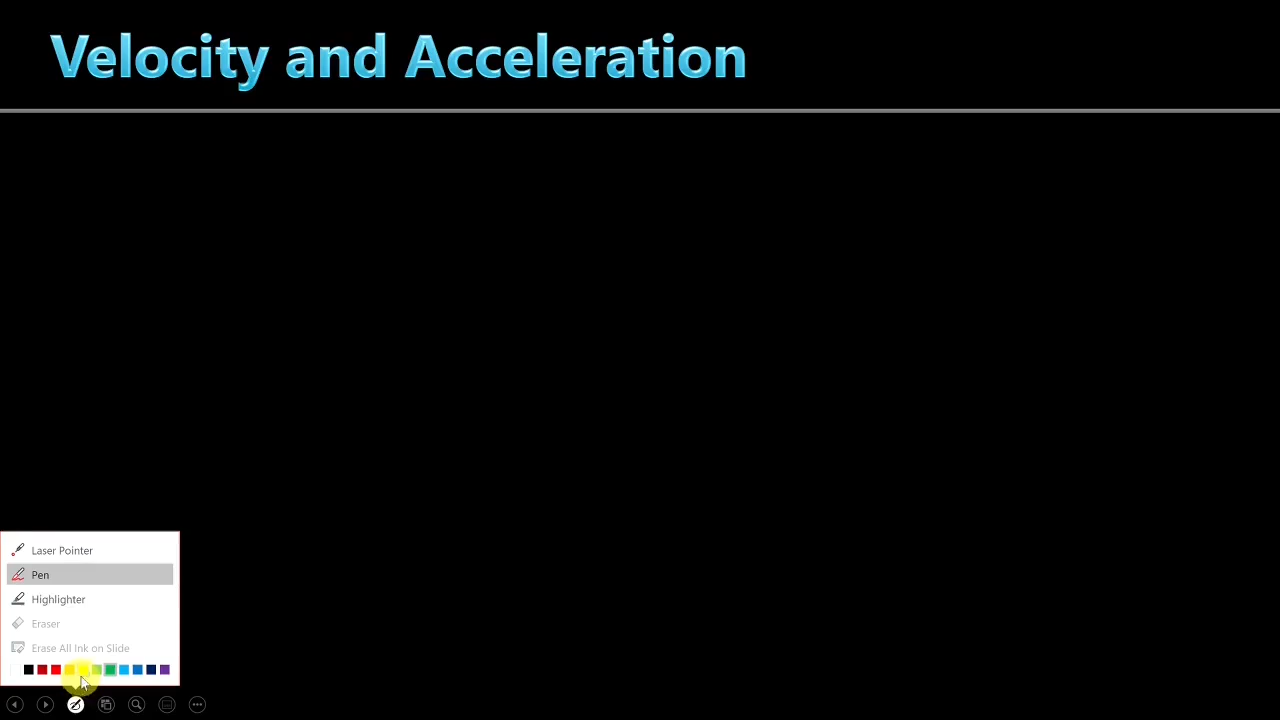 Velocity and Acceleration
Laser Pointer
Pen
Highlighter
Eraser
Erase All Ink on Slide